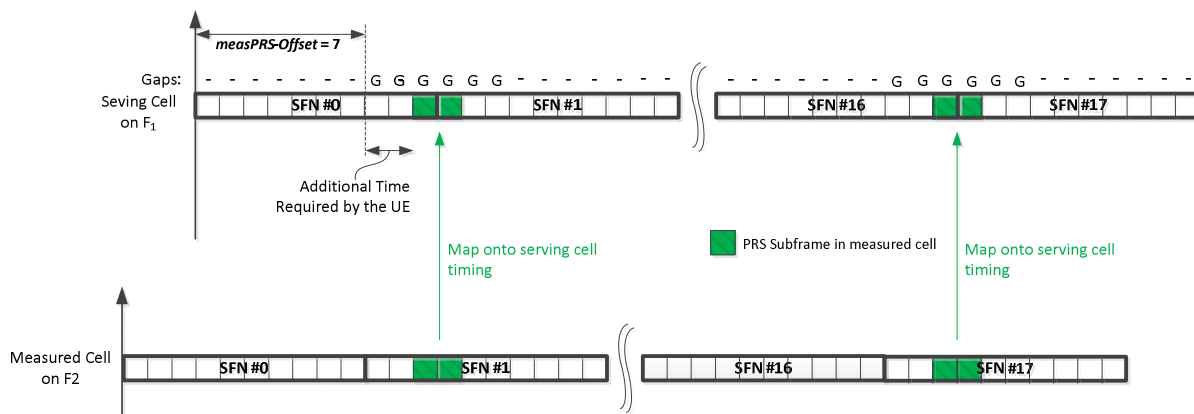 measPRS-Offset = 7
Gaps: - - - - - - - G G G G G G - - - - - - - - - - - - - - G G G G G G - - - - - - -
Seving Cell
on F1
SFN #0 SFN #1 SFN #16 SFN #17
Additional Time
Required by the UE
Map onto serving cell
timing
PRS Subframe in measured cell
Map onto serving cell
timing
Measured Cell
on F2
SFN #0 SFN #1 SFN #16 SFN #17